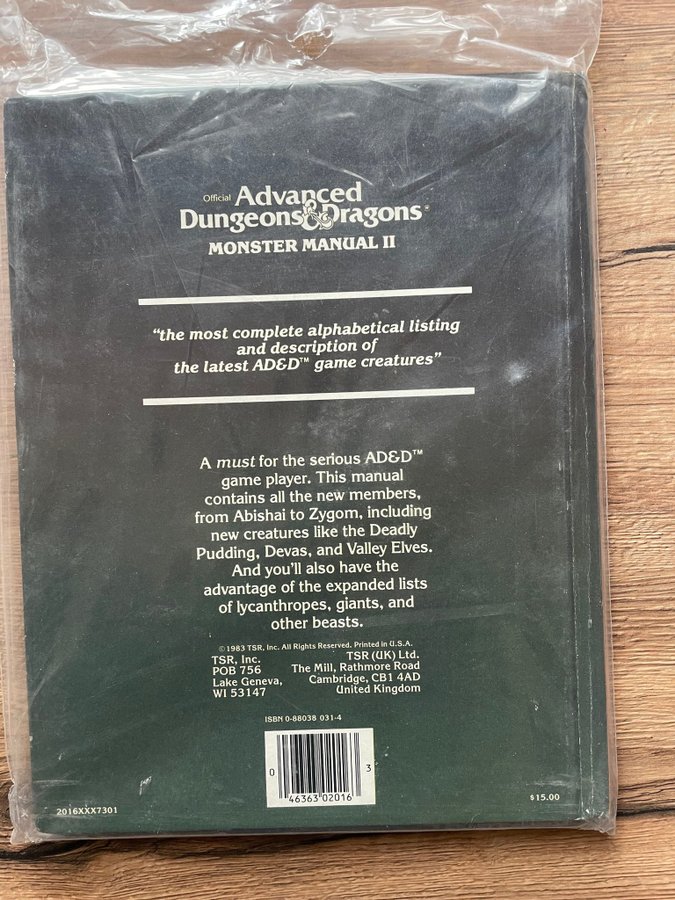 Official Advanced
Dungeons & Dragons®
MONSTER MANUAL II
"the most complete alphabetical listing
and description of
the latest AD&D™ game creatures"
A must for the serious AD&D™
game player. This manual
contains all the new members,
from Abishai to Zygom, including
new creatures like the Deadly
Pudding, Devas, and Valley Elves.
And you'll also have the
advantage of the expanded lists
of lycanthropes, giants, and
other beasts.
© 1983 TSR, Inc. All Rights Reserved. Printed in U.S.A.
TSR, Inc.
POB 756
Lake Geneva,
WI 53147
TSR (UK) Ltd.
The Mill, Rathmore Road
Cambridge, CB1 4AD
United Kingdom
ISBN 0-88038 031-4
0 46363 02016 3
2016XXX7301
$15.00